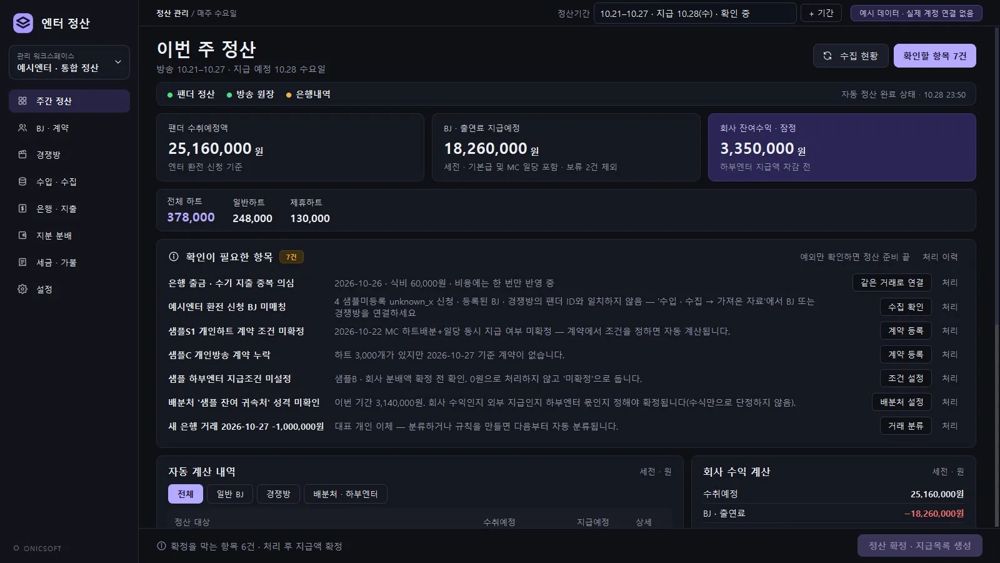 엔터 정산
관리 워크스페이스
예시엔터 · 통합 정산
주간 정산
BJ · 계약
경쟁방
수입 · 수집
은행 · 지출
지분 분배
세금 · 가불
설정
ONICSOFT
정산 관리 / 매주 수요일
정산기간
10.21–10.27 · 지급 10.28(수) · 확인 중
+ 기간
예시 데이터 · 실제 계정 연결 없음
이번 주 정산
방송 10.21–10.27 · 지급 예정 10.28 수요일
수집 현황
확인할 항목 7건
팬더 정산
방송 원장
은행내역
자동 정산 완료 상태 · 10.28 23:50
팬더 수취예정액
25,160,000 원
엔터 환전 신청 기준
BJ · 출연료 지급예정
18,260,000 원
세전 · 기본급 및 MC 일당 포함 · 보류 2건 제외
회사 잔여수익 · 잠정
3,350,000 원
하부엔터 지급액 차감 전
전체 하트
378,000
일반하트
248,000
제휴하트
130,000
확인이 필요한 항목
7건
예외만 확인하면 정산 준비 끝
처리 이력
은행 출금 · 수기 지출 중복 의심
2026-10-26 · 식비 60,000원 · 비용에는 한 번만 반영 중
같은 거래로 연결
처리
예시엔터 환전 신청 BJ 미매칭
4 샘플미등록 unknown_x 신청 · 등록된 BJ · 경쟁방의 팬더 ID와 일치하지 않음 — '수입 · 수집 → 가져온 자료'에서 BJ 또는
경쟁방을 연결하세요
수집 확인
처리
샘플S1 개인하트 계약 조건 미확정
2026-10-22 MC 하트배분+일당 동시 지급 여부 미확정 — 계약에서 조건을 정하면 자동 계산됩니다.
계약 등록
처리
샘플C 개인방송 계약 누락
하트 3,000개가 있지만 2026-10-27 기준 계약이 없습니다.
계약 등록
처리
샘플 하부엔터 지급조건 미설정
샘플B · 회사 분배액 확정 전 확인. 0원으로 처리하지 않고 '미확정'으로 둡니다.
조건 설정
처리
배분처 '샘플 잔여 귀속처' 성격 미확인
이번 기간 3,140,000원. 회사 수익인지 외부 지급인지 하부엔터 몫인지 정해야 확정됩니다(수식만으로 단정하지 않음).
배분처 설정
처리
새 은행 거래 2026-10-27 -1,000,000원
대표 개인 이체 — 분류하거나 규칙을 만들면 다음부터 자동 분류됩니다.
거래 분류
처리
자동 계산 내역
세전 · 원
전체
일반 BJ
경쟁방
배분처 · 하부엔터
정산 대상
수취예정
지급예정
상세
회사 수익 계산
세전 · 원
수취예정
25,160,000원
BJ · 출연료
−18,260,000원
확정을 막는 항목 6건 · 처리 후 지급액 확정
정산 확정 · 지급목록 생성